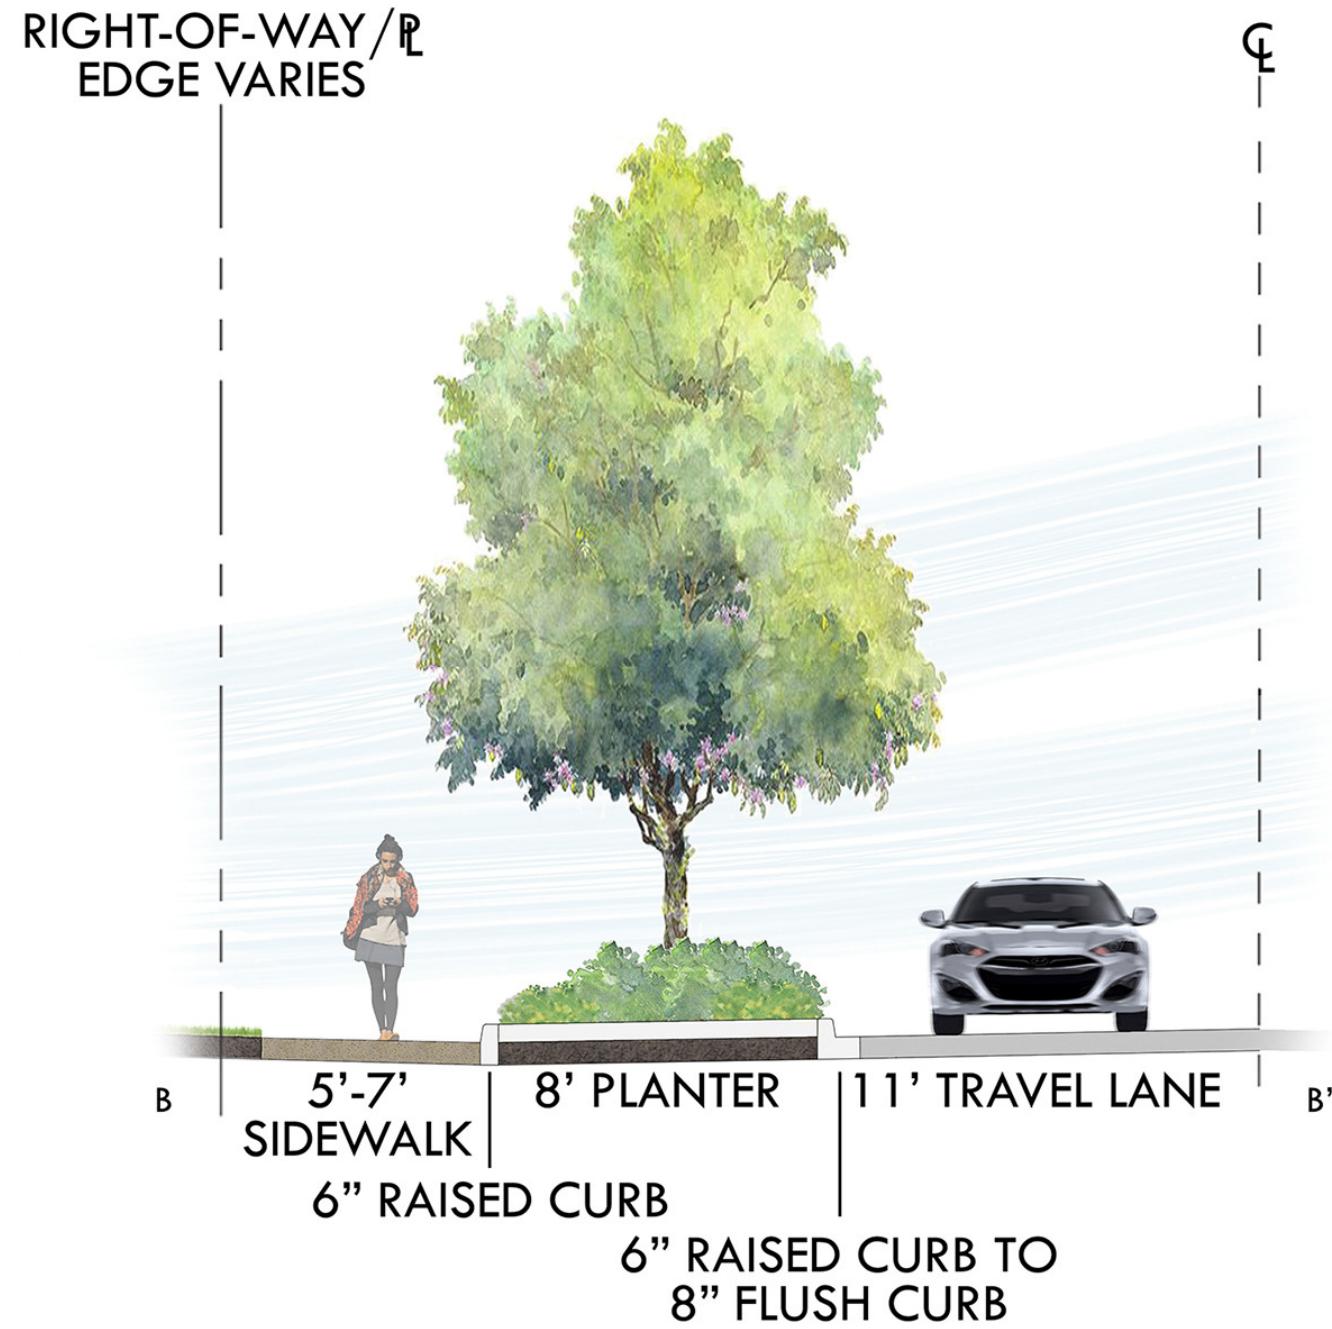 RIGHT-OF-WAY/PL
EDGE VARIES
CL
B
5’-7’
SIDEWALK
8’ PLANTER
11’ TRAVEL LANE
B’
6” RAISED CURB
6” RAISED CURB TO
8” FLUSH CURB